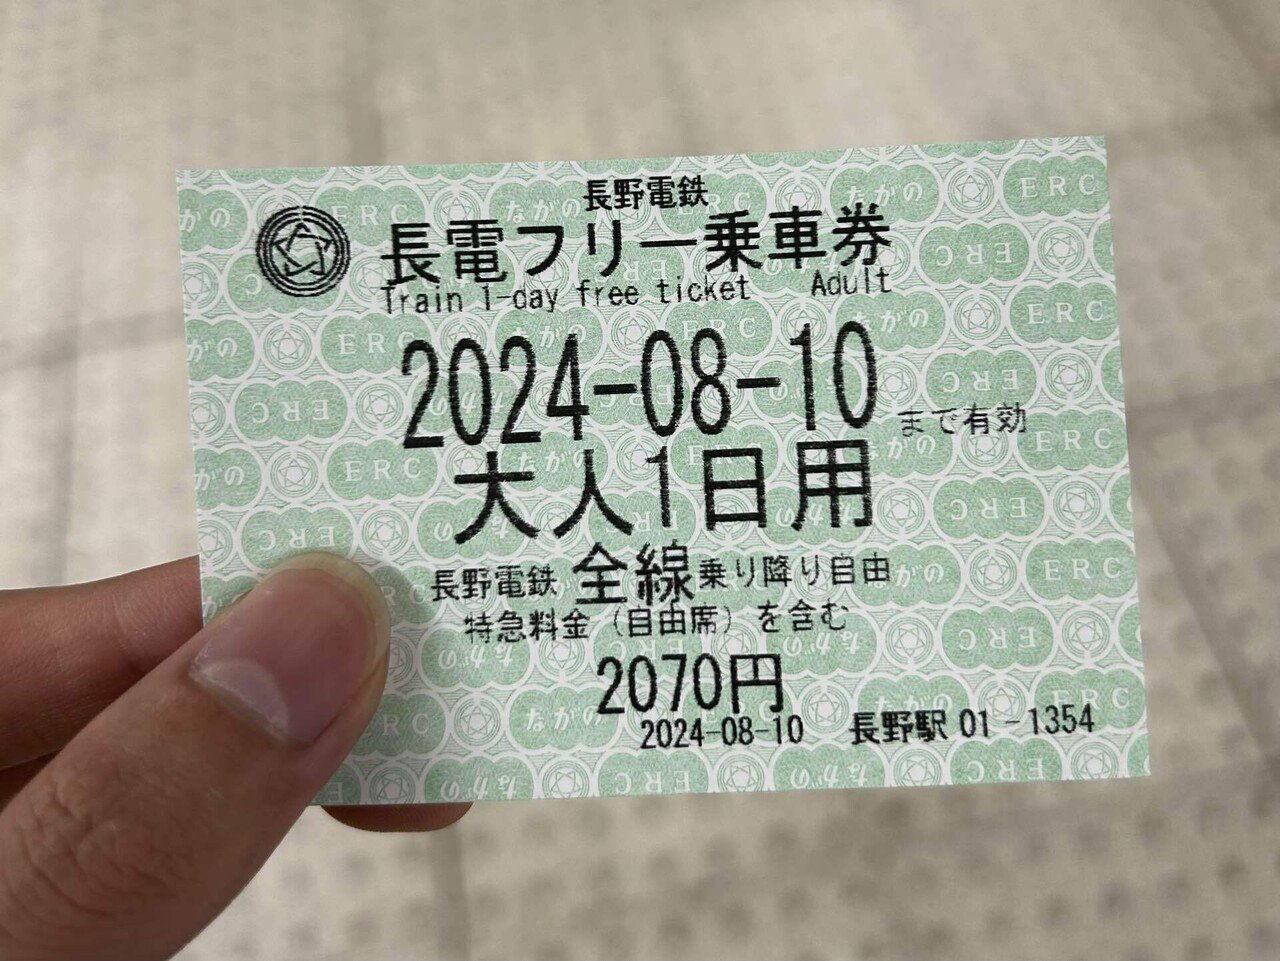 長野電鉄
長電フリー乗車券
Train 1-day free ticket Adult
2024-08-10 まで有効
大人1日用
長野電鉄 全線 乗り降り自由
特急料金(自由席)を含む
2070円
2024-08-10 長野駅 01 -1354